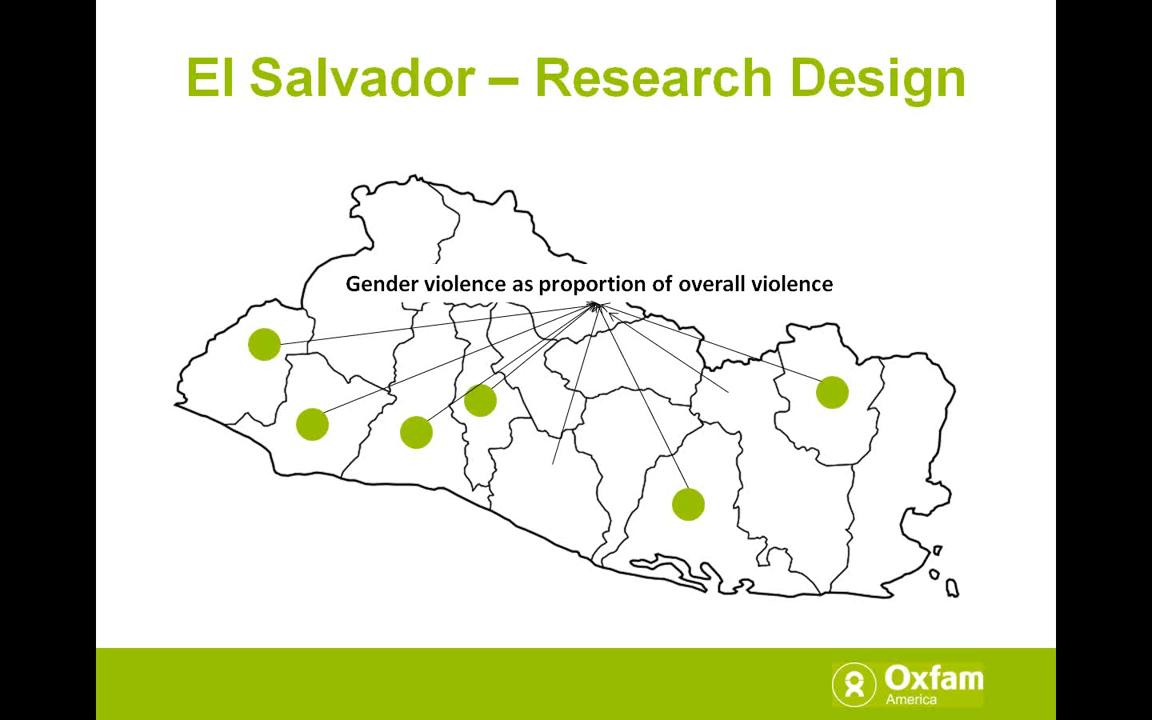 El Salvador – Research Design
Gender violence as proportion of overall violence
Oxfam
America